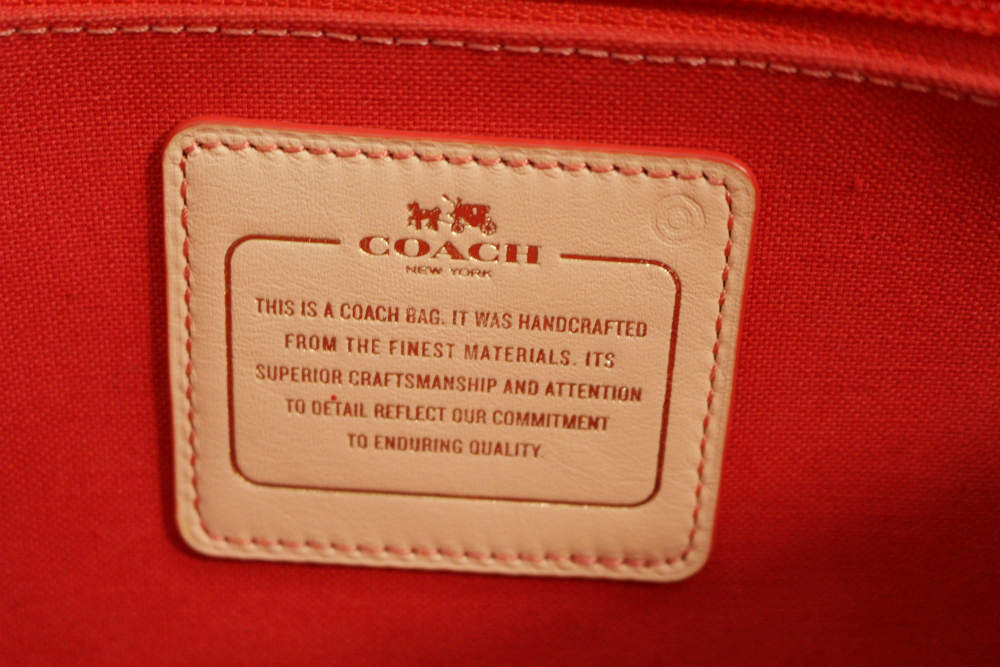 COACH
NEW YORK
THIS IS A COACH BAG. IT WAS HANDCRAFTED
FROM THE FINEST MATERIALS. ITS
SUPERIOR CRAFTSMANSHIP AND ATTENTION
TO DETAIL REFLECT OUR COMMITMENT
TO ENDURING QUALITY.